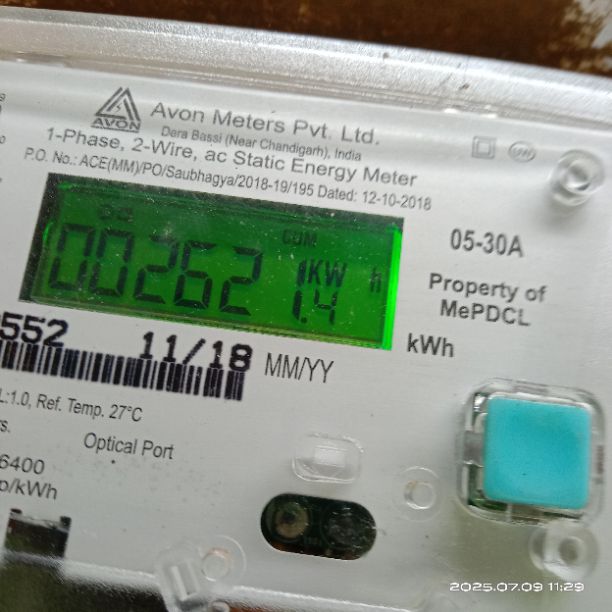 AVON
Avon Meters Pvt. Ltd.
Dera Bassi (Near Chandigarh), India
1-Phase, 2-Wire, ac Static Energy Meter
P.O. No.: ACE(MM)/PO/Saubhagya/2018-19/195 Dated: 12-10-2018
CUM
00262
KW h
1.4
05-30A
Property of
MePDCL
kWh
552 11/18 MM/YY
L:1.0, Ref. Temp. 27°C
rs.
Optical Port
6400
p/kWh
2025.07.09 11:29